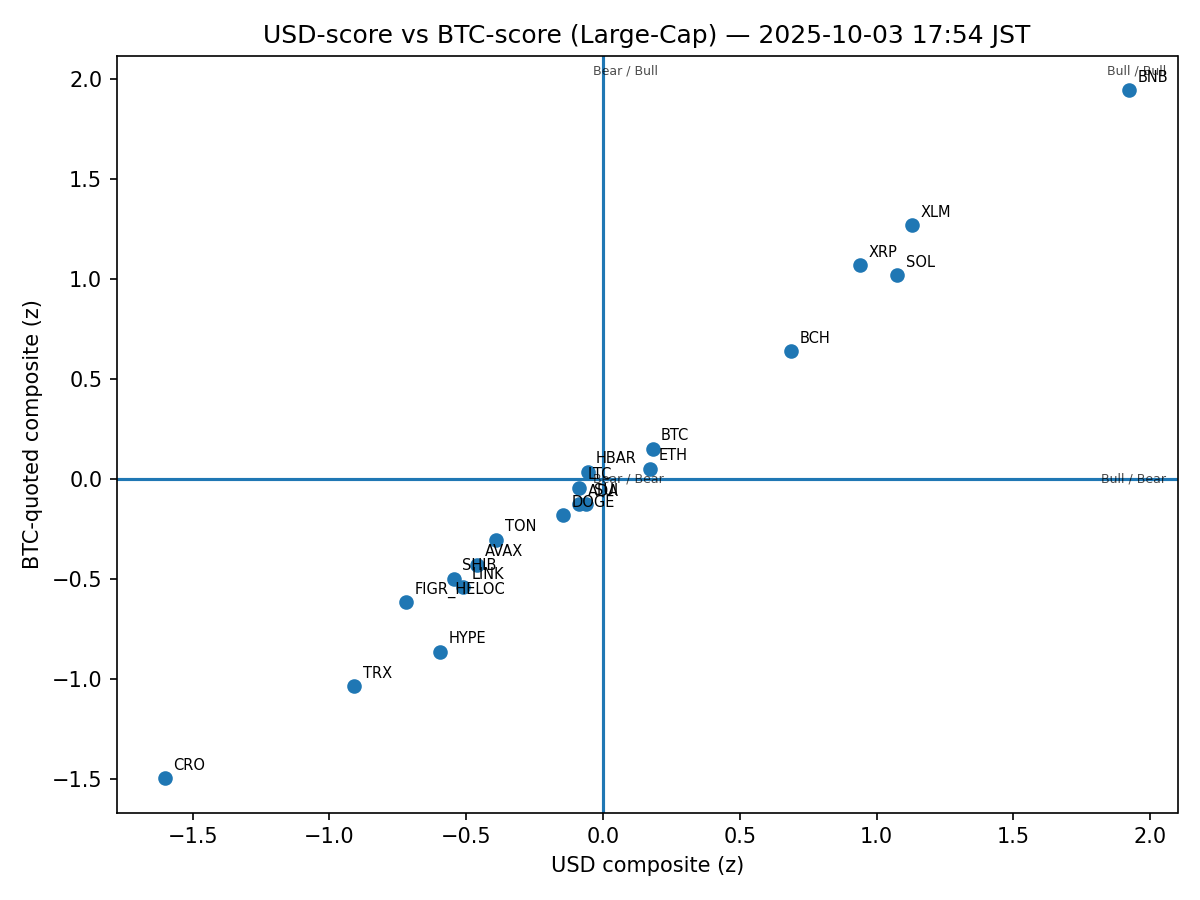 USD-score vs BTC-score (Large-Cap) — 2025-10-03 17:54 JST
Bear / Bull
Bull / Bull
BNB
2.0
XLM
1.5
XRP
SOL
1.0
BCH
0.5
BTC
HBAR
ETH
LTC
0.0
Bear / Bear
Bull / Bear
ADA
SUI
DOGE
TON
AVAX
−0.5
SHIB
LINK
FIGR_HELOC
HYPE
TRX
−1.0
CRO
−1.5
−1.5
−1.0
−0.5
0.0
0.5
1.0
1.5
2.0
USD composite (z)
BTC-quoted composite (z)